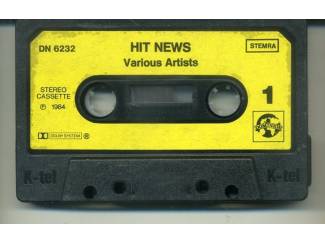 DN 6232 HIT NEWS STEMRA
Various Artists
STEREO
CASSETTE
℗ 1984
1
DOLBY SYSTEM ®
K-tel K-tel